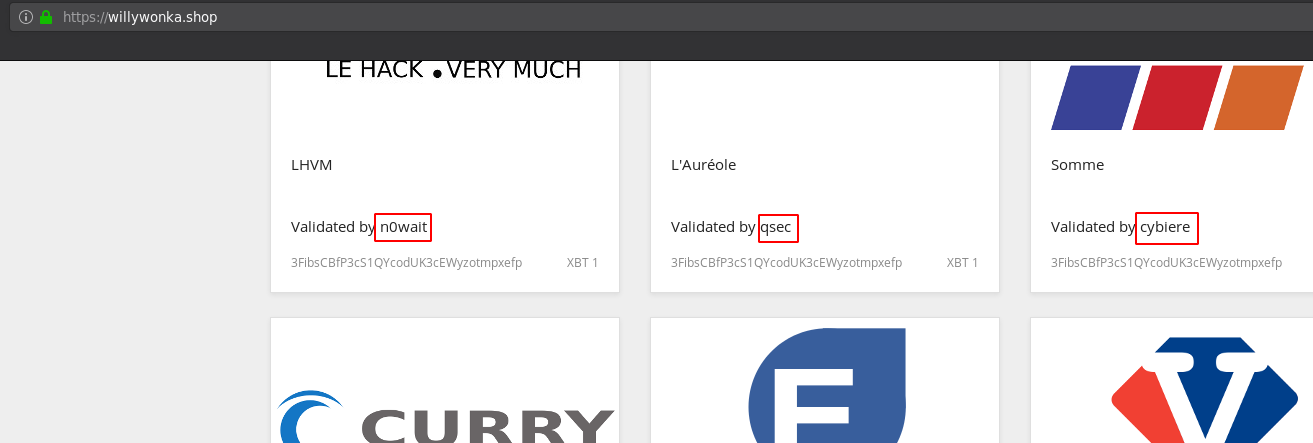 https://willywonka.shop
LE HACK •VERY MUCH
LHVM
L'Auréole
Somme
Validated by n0wait
Validated by qsec
Validated by cybiere
3FibsCBfP3cS1QYcodUK3cEWyzotmpxefp XBT 1
3FibsCBfP3cS1QYcodUK3cEWyzotmpxefp XBT 1
3FibsCBfP3cS1QYcodUK3cEWyzotmpxefp
CURRY